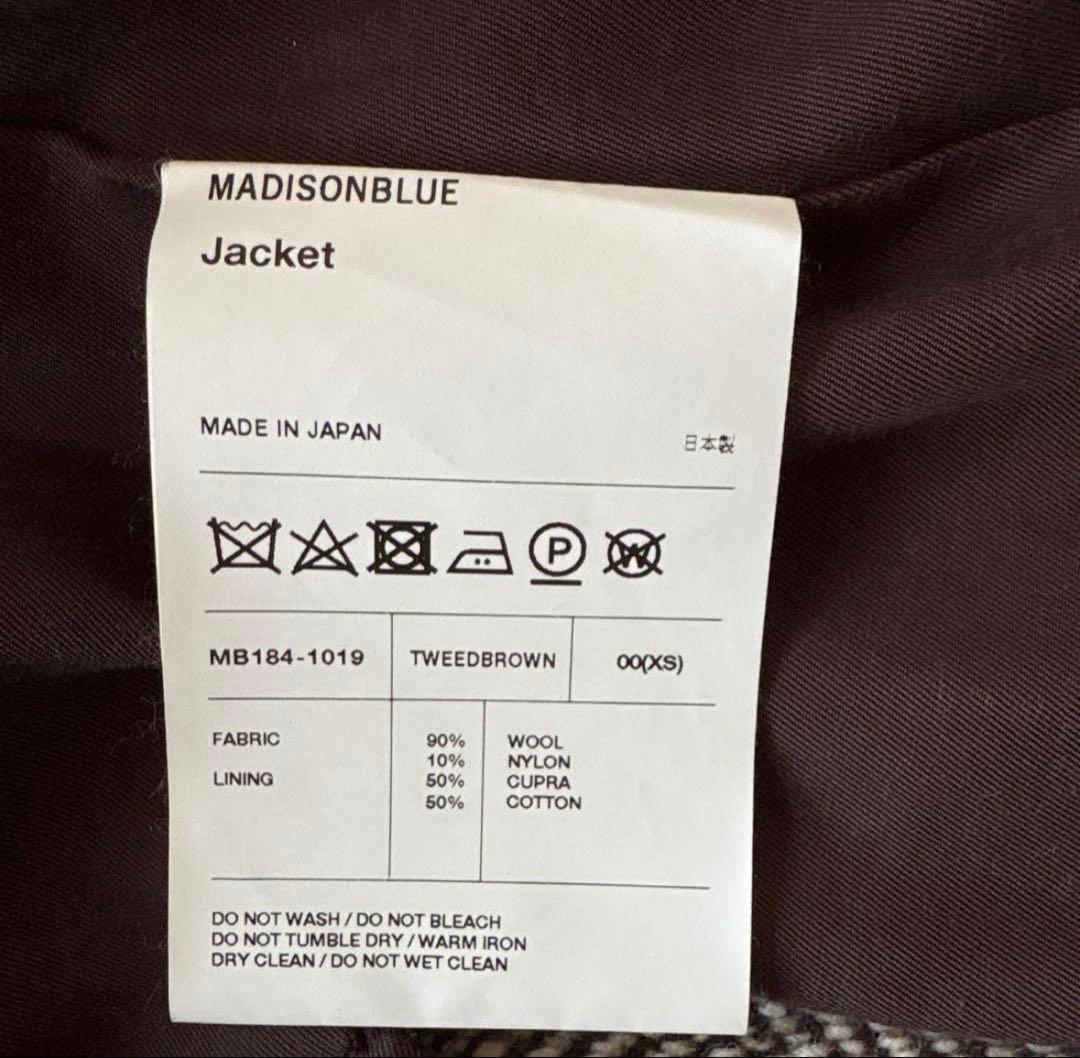 MADISONBLUE
Jacket
MADE IN JAPAN 日本製
P W
MB184-1019 TWEEDBROWN 00(XS)
FABRIC 90% WOOL
10% NYLON
LINING 50% CUPRA
50% COTTON
DO NOT WASH / DO NOT BLEACH
DO NOT TUMBLE DRY / WARM IRON
DRY CLEAN / DO NOT WET CLEAN